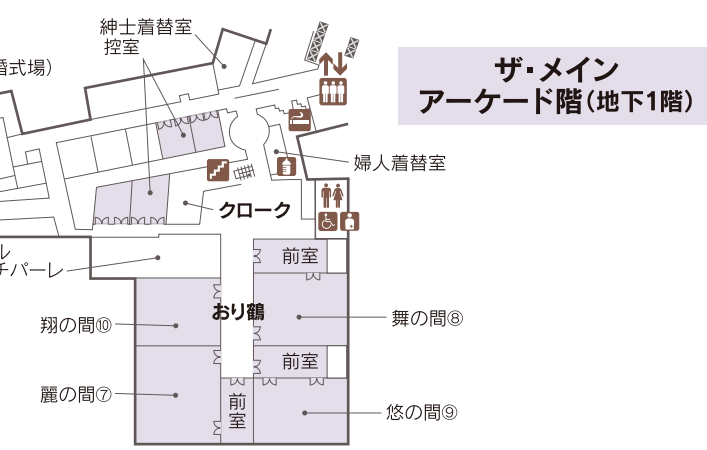 紳士着替室
控室
婚式場）
ザ・メイン
アーケード階（地下1階）
婦人着替室
クローク
ル
チパーレ
前室
おり鶴
翔の間⑩
舞の間⑧
前室
麗の間⑦
前室
悠の間⑨